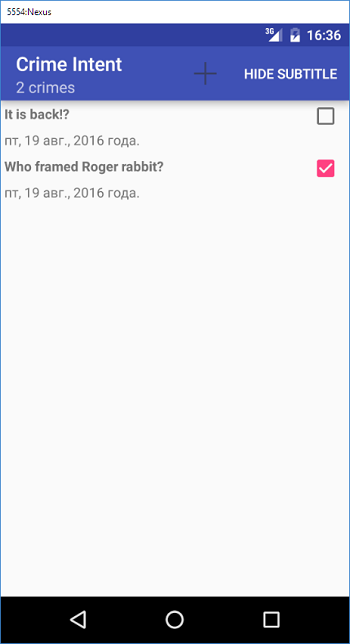 5554:Nexus
3G 16:36
Crime Intent
2 crimes
HIDE SUBTITLE
It is back!?
пт, 19 авг., 2016 года.
Who framed Roger rabbit?
пт, 19 авг., 2016 года.